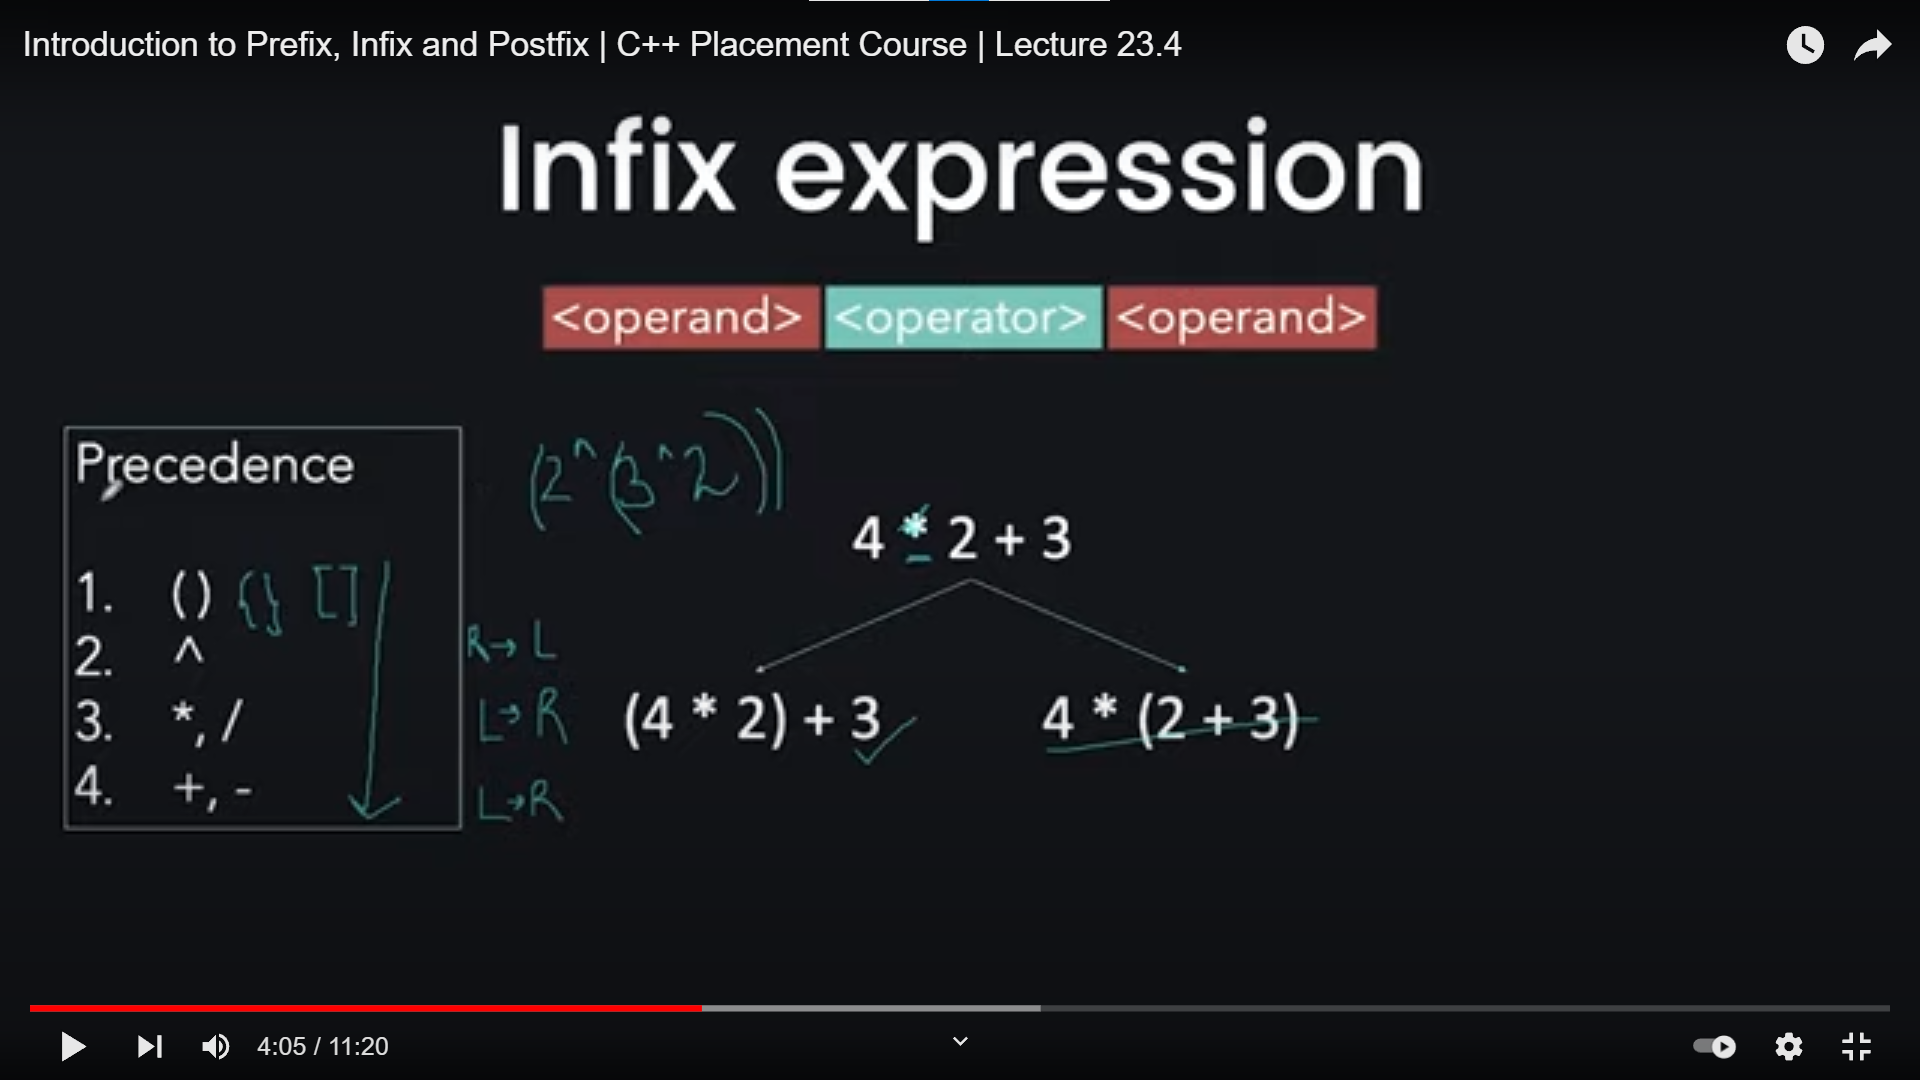 Introduction to Prefix, Infix and Postfix | C++ Placement Course | Lecture 23.4
Infix expression
<operand> <operator> <operand>
Precedence
1. () {} []
2. ^
3. *, /
4. +, -
R→L
L→R
L→R
(2^(3^2))
4 * 2 + 3
(4 * 2) + 3
4 * (2 + 3)
4:05 / 11:20